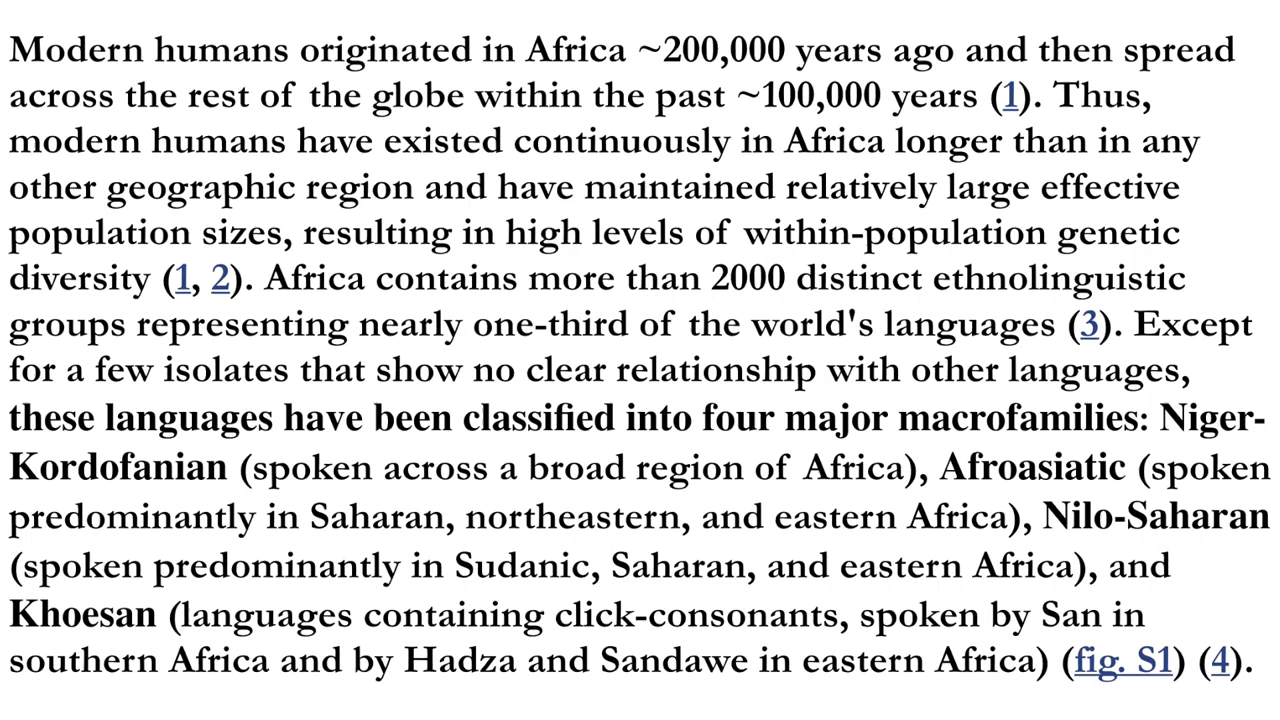 Modern humans originated in Africa ~200,000 years ago and then spread
across the rest of the globe within the past ~100,000 years (1). Thus,
modern humans have existed continuously in Africa longer than in any
other geographic region and have maintained relatively large effective
population sizes, resulting in high levels of within-population genetic
diversity (1, 2). Africa contains more than 2000 distinct ethnolinguistic
groups representing nearly one-third of the world's languages (3). Except
for a few isolates that show no clear relationship with other languages,
these languages have been classified into four major macrofamilies: Niger-
Kordofanian (spoken across a broad region of Africa), Afroasiatic (spoken
predominantly in Saharan, northeastern, and eastern Africa), Nilo-Saharan
(spoken predominantly in Sudanic, Saharan, and eastern Africa), and
Khoesan (languages containing click-consonants, spoken by San in
southern Africa and by Hadza and Sandawe in eastern Africa) (fig. S1) (4).